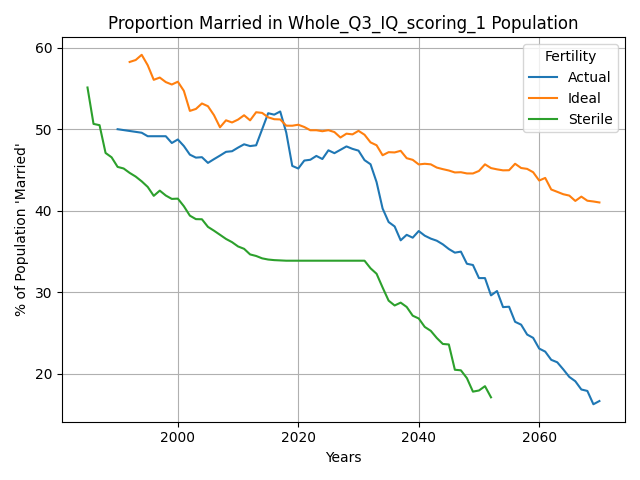 Proportion Married in Whole_Q3_IQ_scoring_1 Population
% of Population 'Married'
60
50
40
30
20
Fertility
Actual
Ideal
Sterile
2000
2020
2040
2060
Years